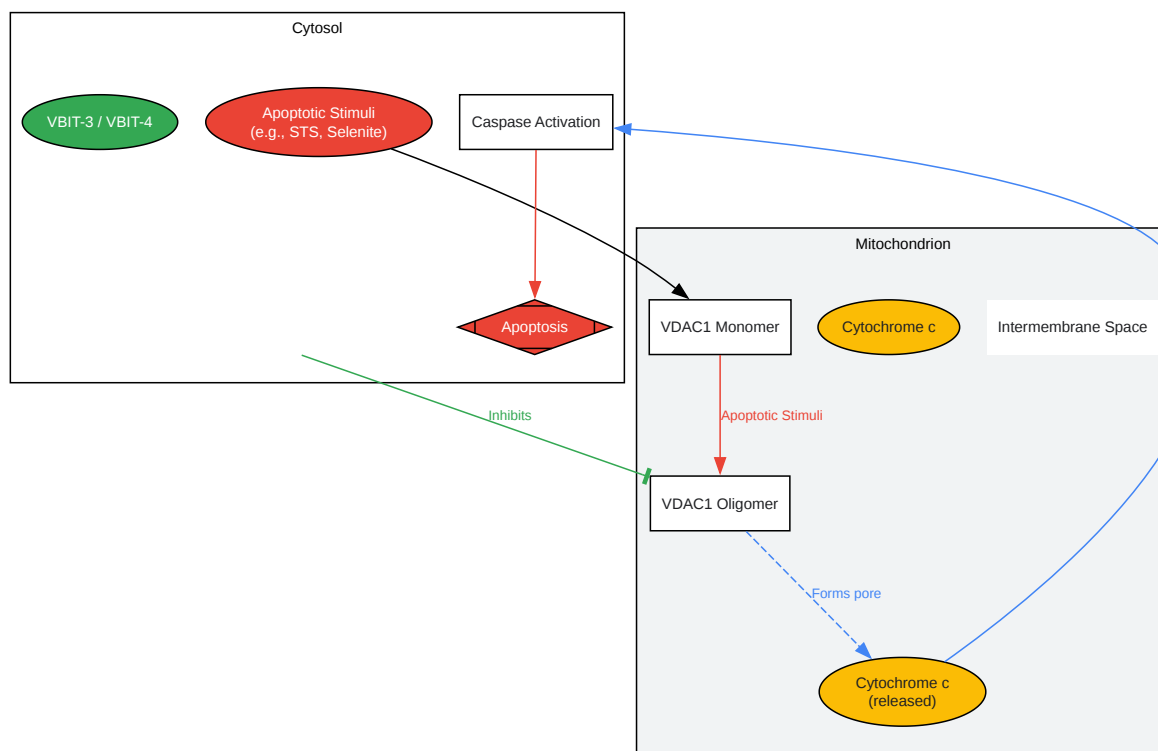 Cytosol
VBIT-3 / VBIT-4
Apoptotic Stimuli
(e.g., STS, Selenite)
Caspase Activation
Mitochondrion
Apoptosis
VDAC1 Monomer
Cytochrome c
Intermembrane Space
Inhibits
Apoptotic Stimuli
VDAC1 Oligomer
Forms pore
Cytochrome c
(released)